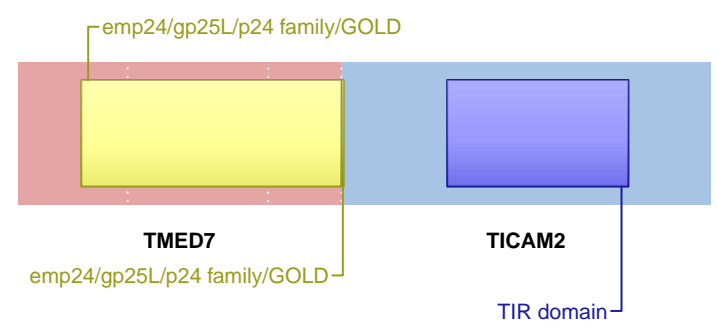 emp24/gp25L/p24 family/GOLD
TMED7
TICAM2
emp24/gp25L/p24 family/GOLD
TIR domain